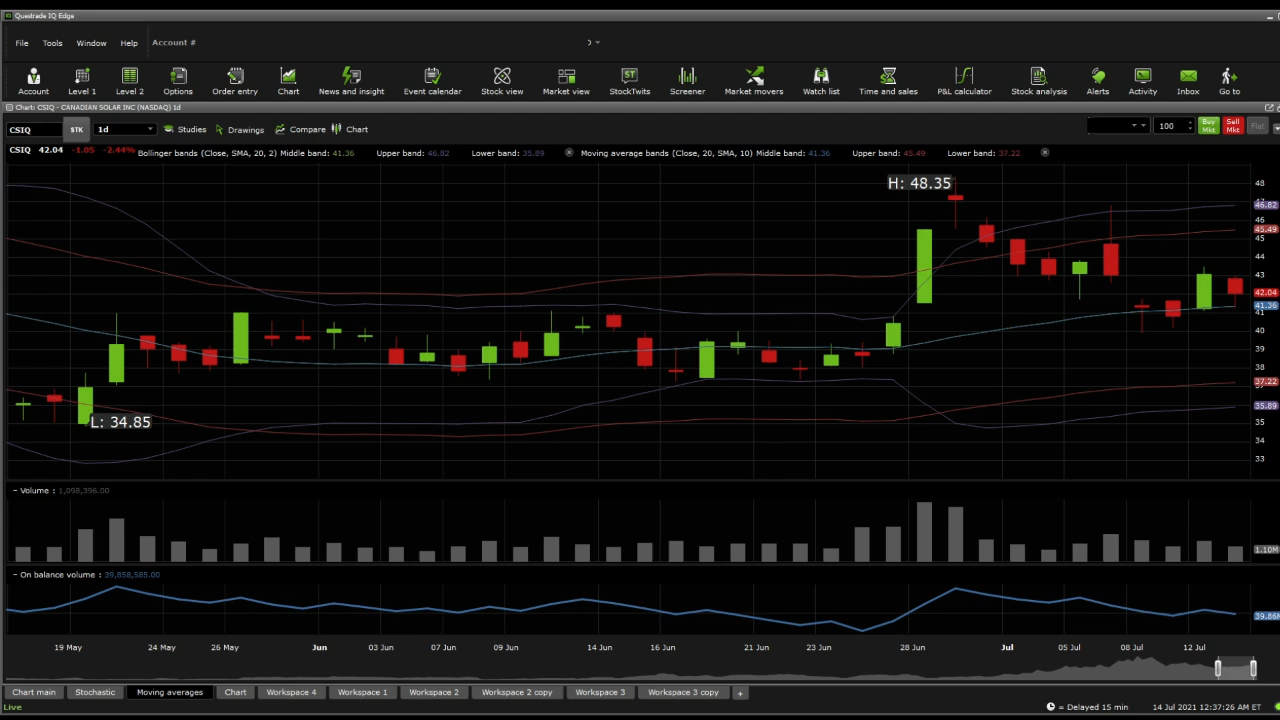 Questrade IQ Edge
File Tools Window Help Account #
Account Level 1 Level 2 Options Order entry Chart News and insight Event calendar Stock view Market view StockTwits Screener Market movers Watch list Time and sales P&L calculator Stock analysis Alerts Activity Inbox Go to
Chart: CSIQ - CANADIAN SOLAR INC (NASDAQ) 1d
CSIQ STK 1d Studies Drawings Compare Chart 100 Buy Mkt Sell Mkt Flat
CSIQ 42.04 -1.05 -2.44% Bollinger bands (Close, SMA, 20, 2) Middle band: 41.36 Upper band: 46.82 Lower band: 35.89 Moving average bands (Close, 20, SMA, 10) Middle band: 41.36 Upper band: 45.49 Lower band: 37.22
H: 48.35
48
46.82
46
45.49
45
44
43
42.04
41.36
41
40
39
38
37.22
35.89
L: 34.85
35
34
33
– Volume : 1,098,396.00
1.10M
– On balance volume : 39,858,585.00
39.86M
19 May 24 May 26 May Jun 03 Jun 07 Jun 09 Jun 14 Jun 16 Jun 21 Jun 23 Jun 28 Jun Jul 05 Jul 08 Jul 12 Jul
Chart main Stochastic Moving averages Chart Workspace 4 Workspace 1 Workspace 2 Workspace 2 copy Workspace 3 Workspace 3 copy +
Live = Delayed 15 min 14 Jul 2021 12:37:26 AM ET